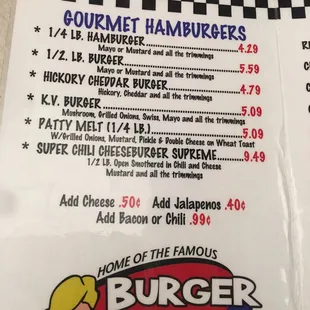 GOURMET HAMBURGERS
* 1/4 LB. HAMBURGER........4.29
Mayo or Mustard and all the trimmings
* 1/2. LB. BURGER........5.59
Mayo or Mustard and all the trimmings
* HICKORY CHEDDAR BURGER........4.79
Hickory, Cheddar and all the trimmings
* K.V. BURGER........5.09
Mushroom, Grilled Onions, Swiss, Mayo and all the trimmings
* PATTY MELT (1/4 LB.)........5.09
W/Grilled Onions, Mustard, Pickle & Double Cheese on Wheat Toast
* SUPER CHILI CHEESEBURGER SUPREME........9.49
1/2 LB. Open Smothered in Chili and Cheese
Mustard and all the trimmings
Add Cheese .50¢ Add Jalapenos .40¢
Add Bacon or Chili .99¢
HOME OF THE FAMOUS
BURGER